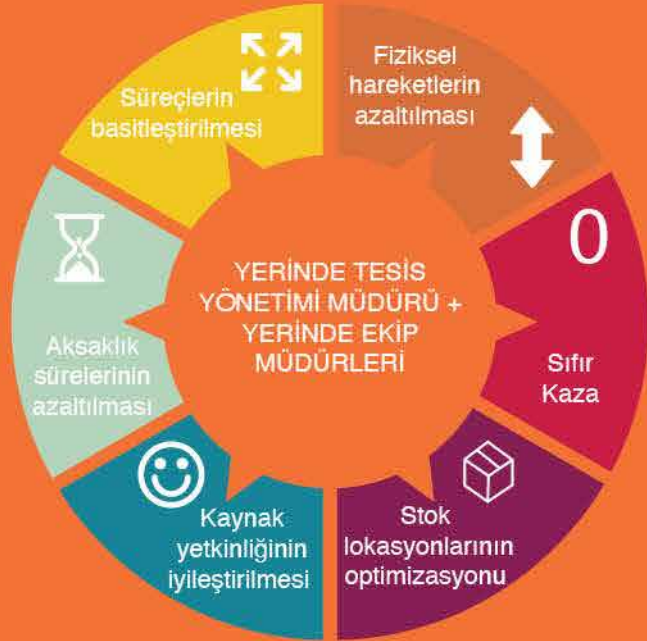 Süreçlerin
basitleştirilmesi
Fiziksel
hareketlerin
azaltılması
0
Sıfır
Kaza
Stok
lokasyonlarının
optimizasyonu
Kaynak
yetkinliğinin
iyileştirilmesi
Aksaklık
sürelerinin
azaltılması
YERİNDE TESİS
YÖNETİMİ MÜDÜRÜ +
YERİNDE EKİP
MÜDÜRLERİ